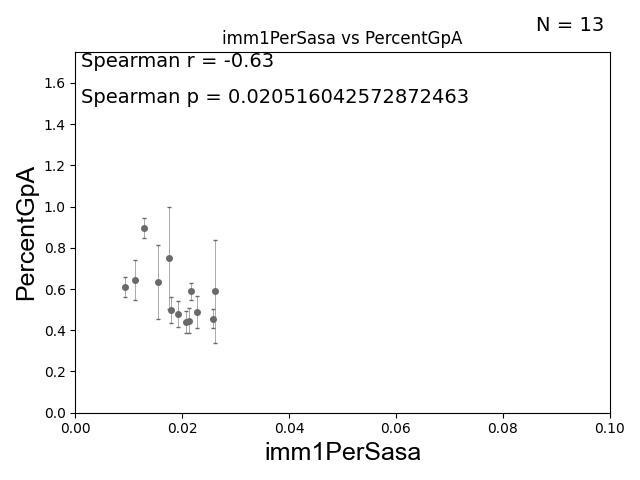 N = 13
imm1PerSasa vs PercentGpA
Spearman r = -0.63
Spearman p = 0.020516042572872463
PercentGpA
1.6
1.4
1.2
1.0
0.8
0.6
0.4
0.2
0.0
0.00 0.02 0.04 0.06 0.08 0.10
imm1PerSasa